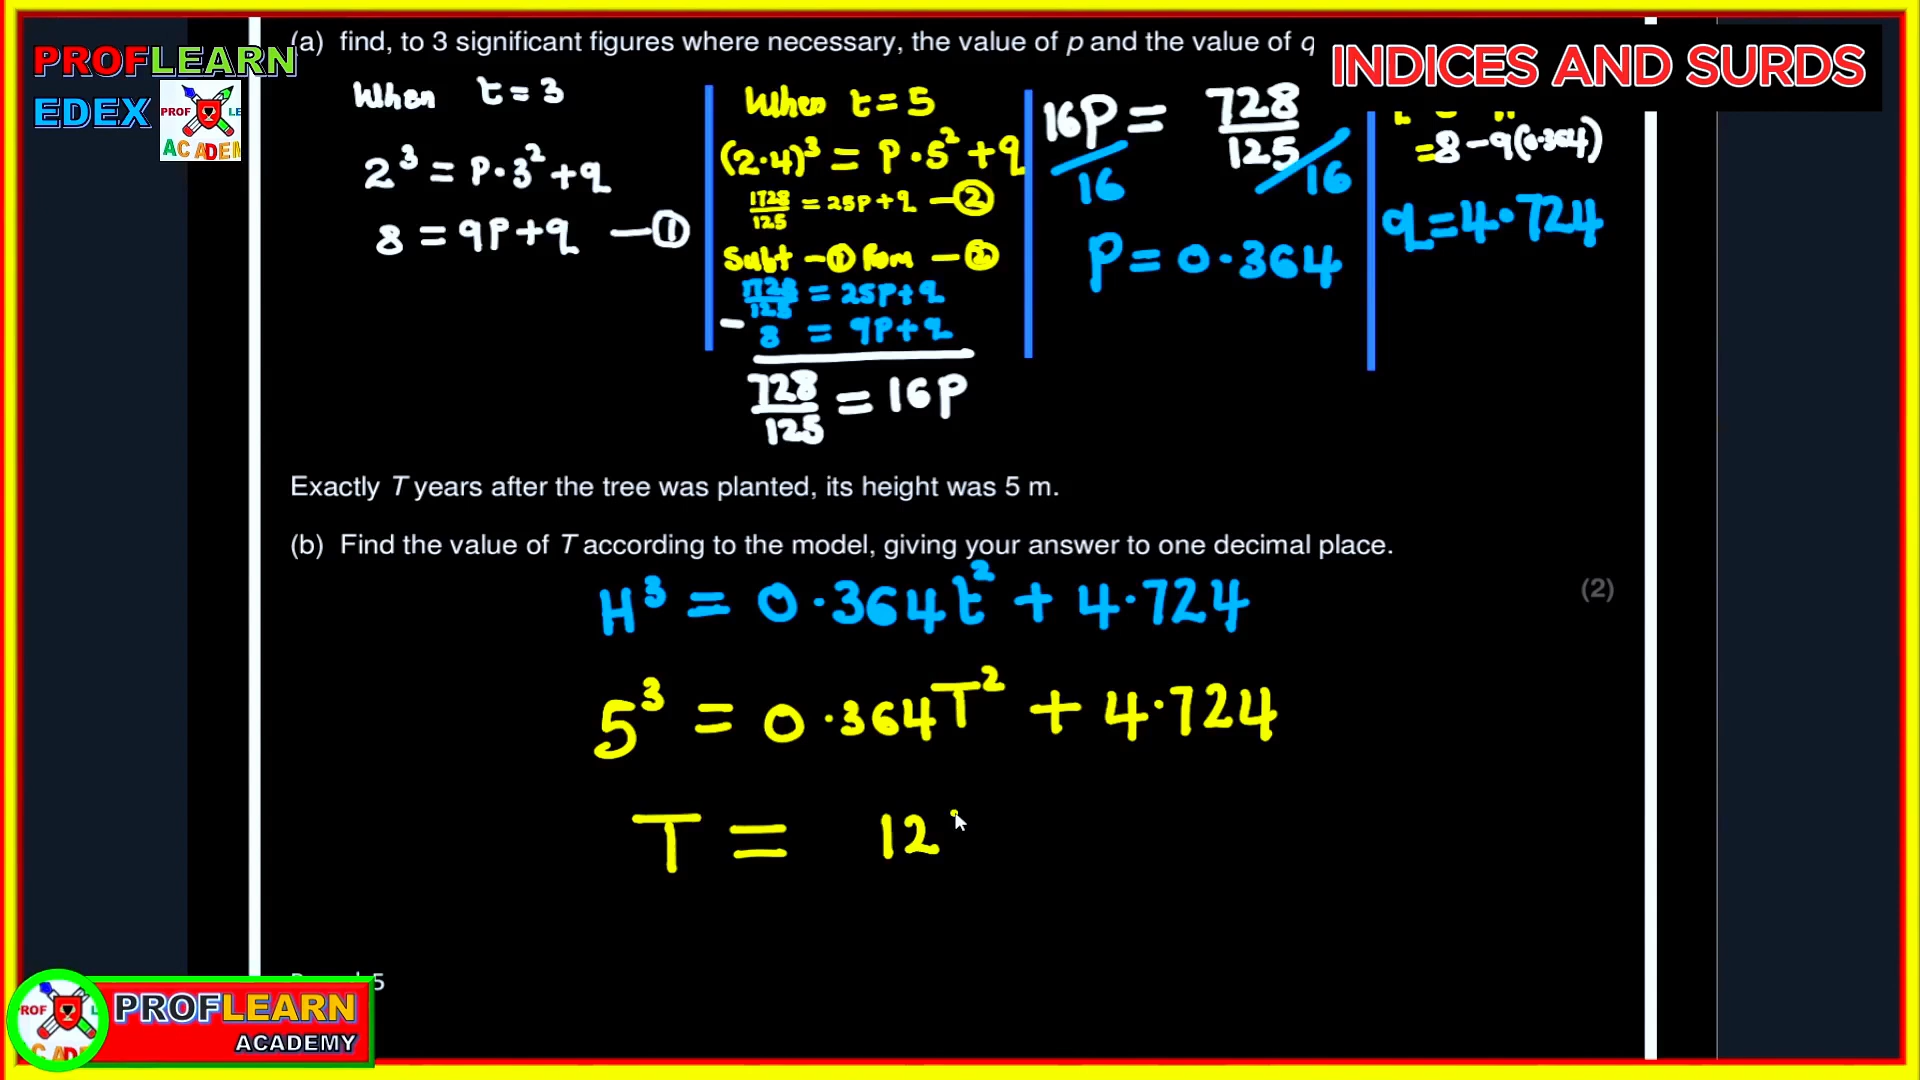 (a) find, to 3 significant figures where necessary, the value of p and the value of q
PROFLEARN
EDEX
PROF LE
ACADEM
INDICES AND SURDS
When t = 3
2³ = P·3² + q
8 = 9P + q —①
When t = 5
(2·4)³ = P·5² + q
1728/125 = 25P + q —②
Subt —① from —②
1728/125 = 25P + q
- 8 = 9P + q
728/125 = 16P
16P/16 = 728/125/16
P = 0·364
= 8 - 9(0·364)
q = 4·724
Exactly T years after the tree was planted, its height was 5 m.
(b) Find the value of T according to the model, giving your answer to one decimal place.
(2)
H³ = 0·364t² + 4·724
5³ = 0·364T² + 4·724
T = 12·
5
PROFLEARN
ACADEMY